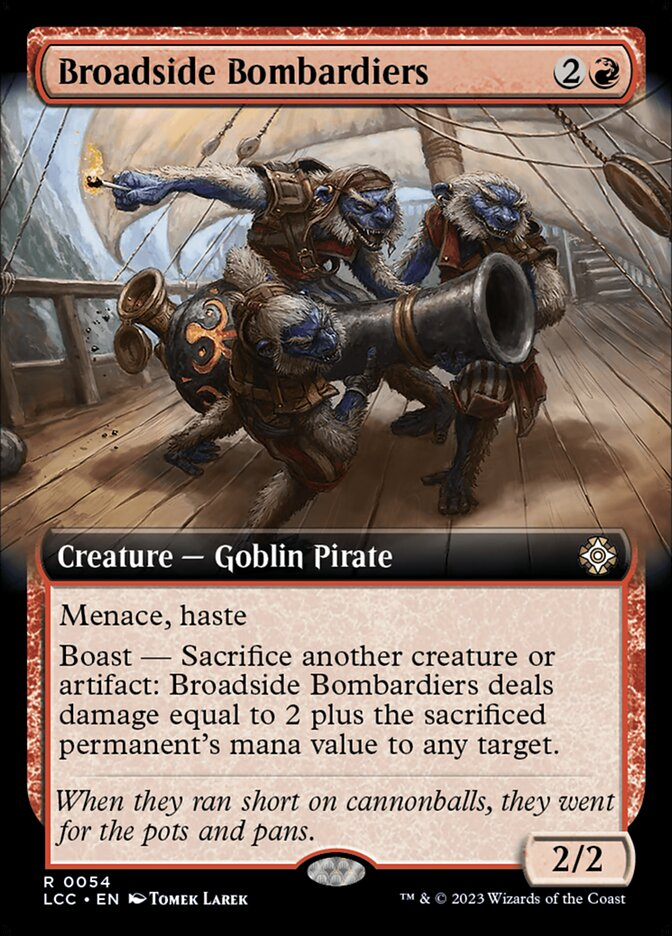 Broadside Bombardiers 2
Creature — Goblin Pirate
Menace, haste
Boast — Sacrifice another creature or
artifact: Broadside Bombardiers deals
damage equal to 2 plus the sacrificed
permanent's mana value to any target.
When they ran short on cannonballs, they went
for the pots and pans.
2/2
R 0054
LCC • EN Tomek Larek
™ & © 2023 Wizards of the Coast